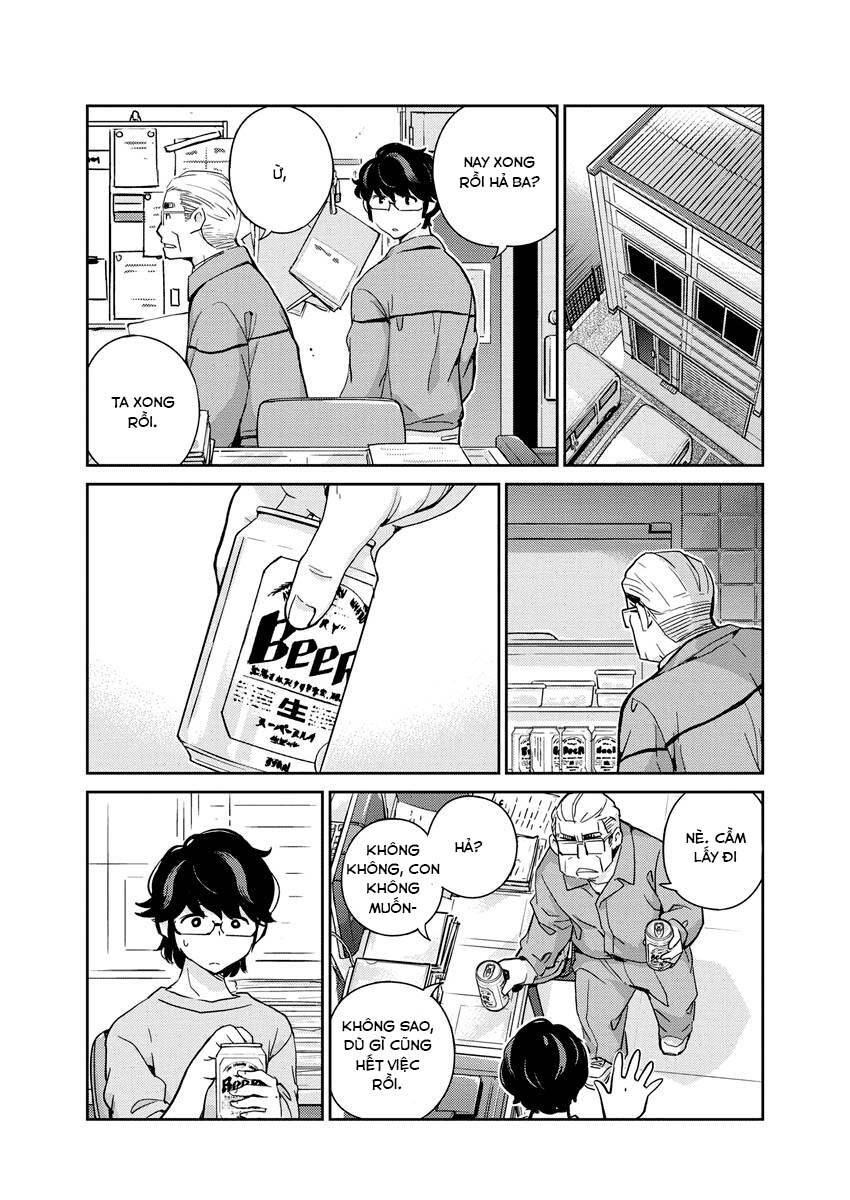 NAY XONG
RỒI HẢ BA?
Ừ,
TA XONG
RỒI.
BEER
生
NÈ. CẦM
LẤY ĐI
HẢ?
KHÔNG
KHÔNG, CON
KHÔNG
MUỐN-
KHÔNG SAO,
DÙ GÌ CŨNG
HẾT VIỆC
RỒI.
BEER